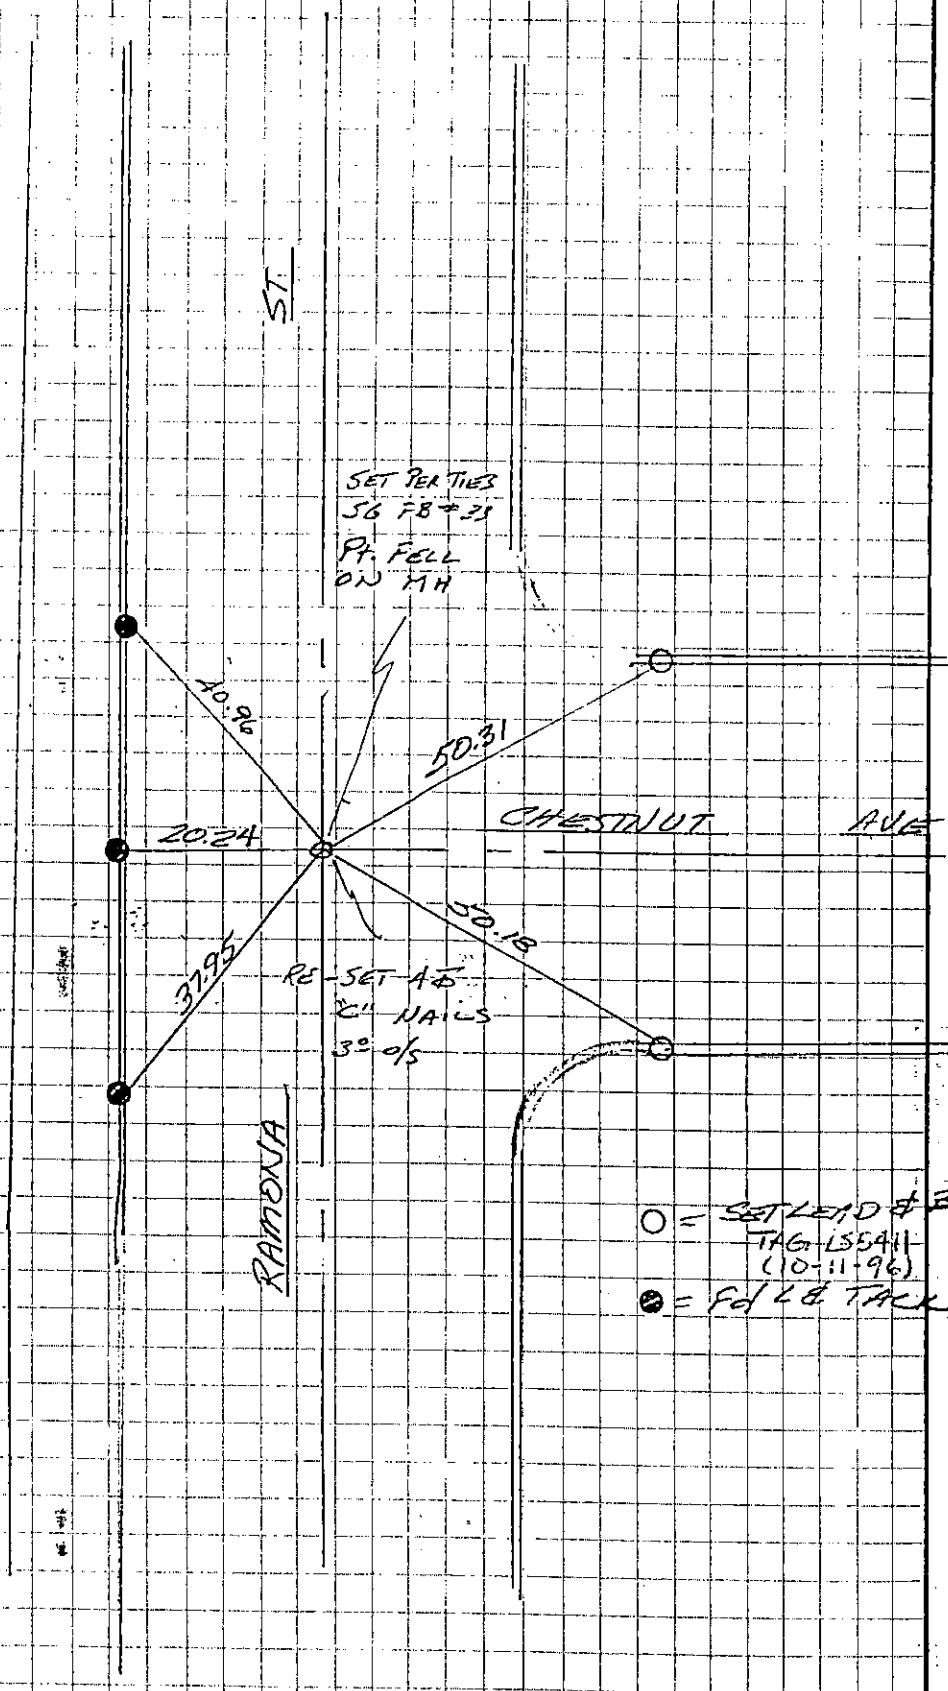 ST.
SET PER TIES
SG FB #
PT. FELL
ON MH
40.96
50.31
CHESTNUT AVE
20.24
50.18
37.95
RE-SET
"C" NAILS
3° O/S
RAMONA
O = SET LEAD &
TAG LS5411
(10-11-96)
= Fd L & TACK